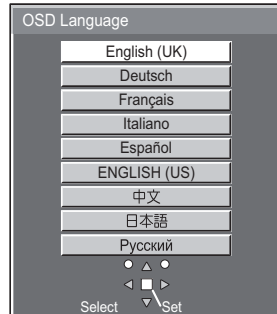 OSD Language
English (UK)
Deutsch
Français
Italiano
Español
ENGLISH (US)
中文
日本語
Русский
Select Set